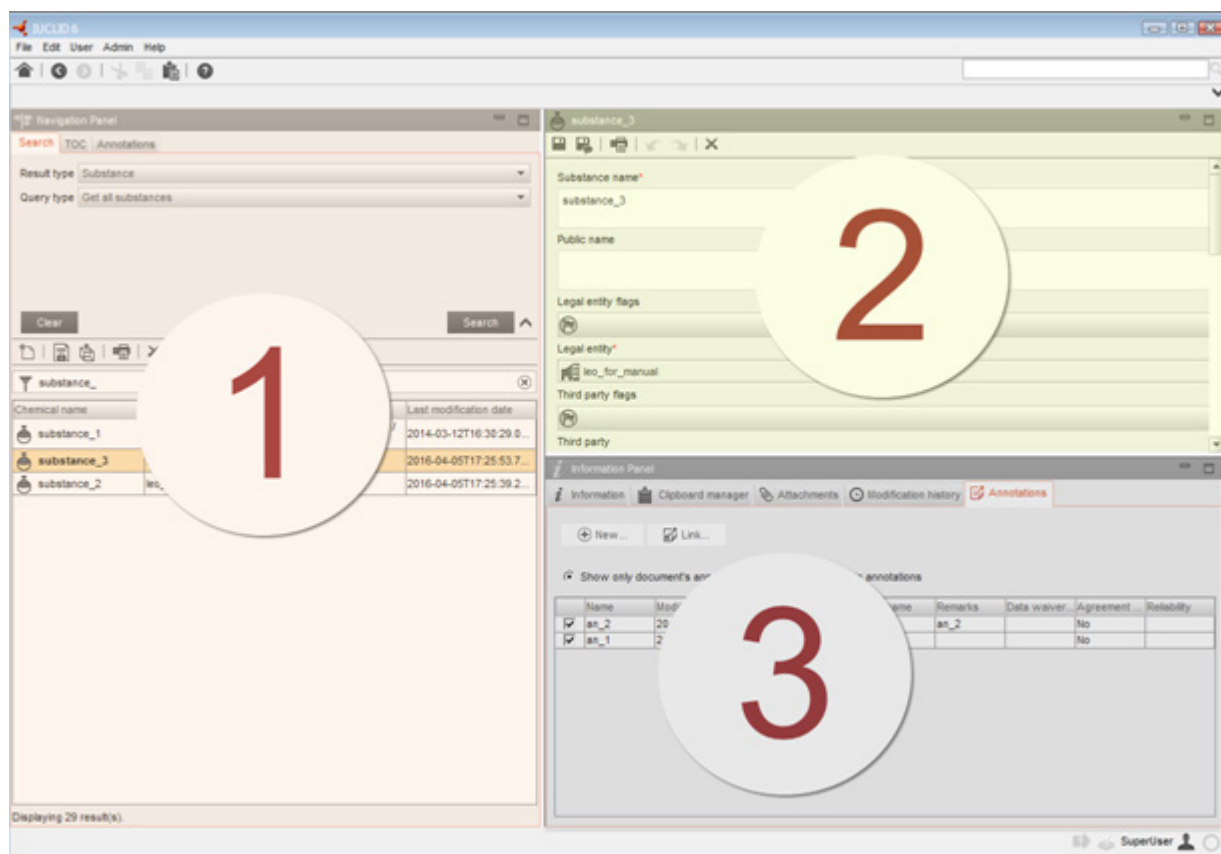 IUCLID 6
File Edit User Admin Help
Navigation Panel
Search TOC Annotations
Result type Substance
Query type Get all substances
Clear Search
substance_
Chemical name Last modification date
substance_1 2014-03-12T16:30:29.0...
substance_3 2016-04-05T17:25:53.7...
substance_2 leo_ 2016-04-05T17:25:39.2...
Displaying 29 result(s).
1
substance_3
Substance name*
substance_3
Public name
Legal entity flags
Legal entity*
leo_for_manual
Third party flags
Third party
2
Information Panel
Information Clipboard manager Attachments Modification history Annotations
New... Link...
Show only document's annotations
Name Remarks Data waiver... Agreement ... Reliability
an_2 20 an_2 No
an_1 2 No
3
SuperUser